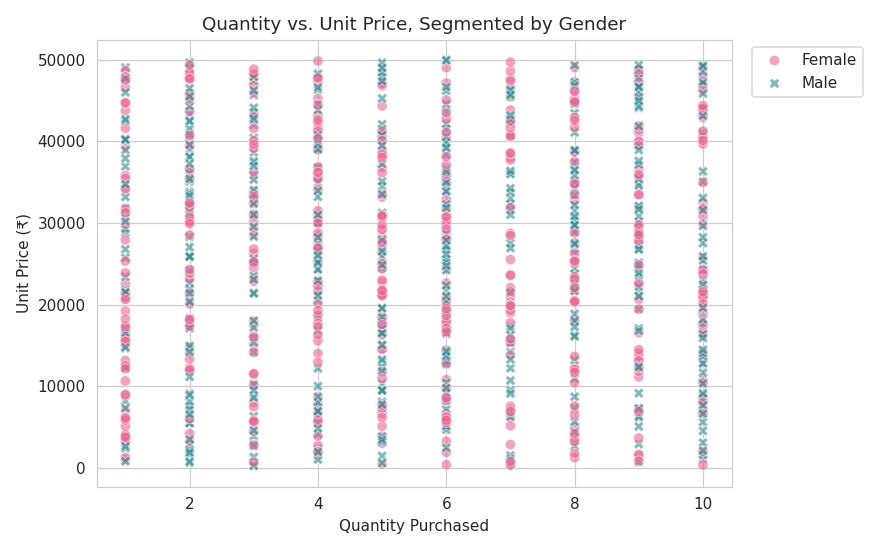 Quantity vs. Unit Price, Segmented by Gender
Female
Male
50000
40000
30000
20000
10000
0
Unit Price (₹)
2 4 6 8 10
Quantity Purchased